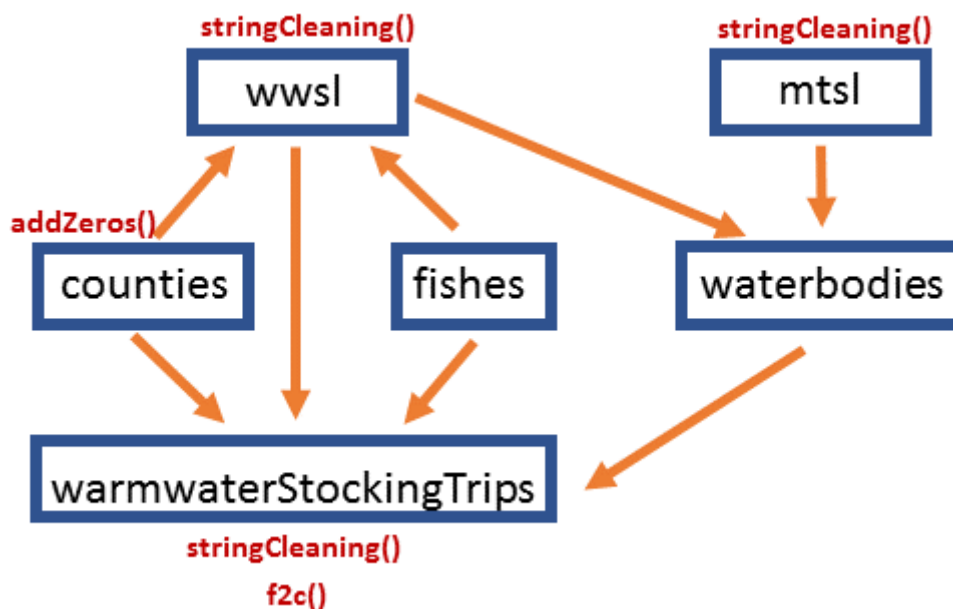 stringCleaning()
stringCleaning()
wwsl
mtsl
addZeros()
counties
fishes
waterbodies
warmwaterStockingTrips
stringCleaning()
f2c()